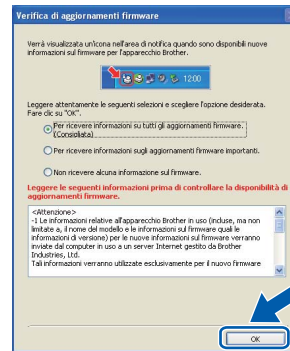 Verifica di aggiornamenti firmware
Verrà visualizzata un'icona nell'area di notifica quando sono disponibili nuove
informazioni sul firmware per l'apparecchio Brother.
12:00
Leggere attentamente le seguenti selezioni e scegliere l'opzione desiderata.
Fare clic su "OK".
Per ricevere informazioni su tutti gli aggiornamenti firmware.
(Consigliata)
Per ricevere informazioni sugli aggiornamenti firmware importanti.
Non ricevere alcuna informazione sul firmware.
Leggere le seguenti informazioni prima di controllare la disponibilità di
aggiornamenti firmware.
<Attenzione>
-1 Le informazioni relative all'apparecchio Brother in uso (incluse, ma non
limitate a, il nome del modello e le informazioni sul firmware quali le
informazioni di versione) per le nuove informazioni sul firmware verranno
inviate dal computer in uso a un server Internet gestito da Brother
Industries, Ltd.
Tali informazioni verranno utilizzate esclusivamente per il nuovo firmware
OK